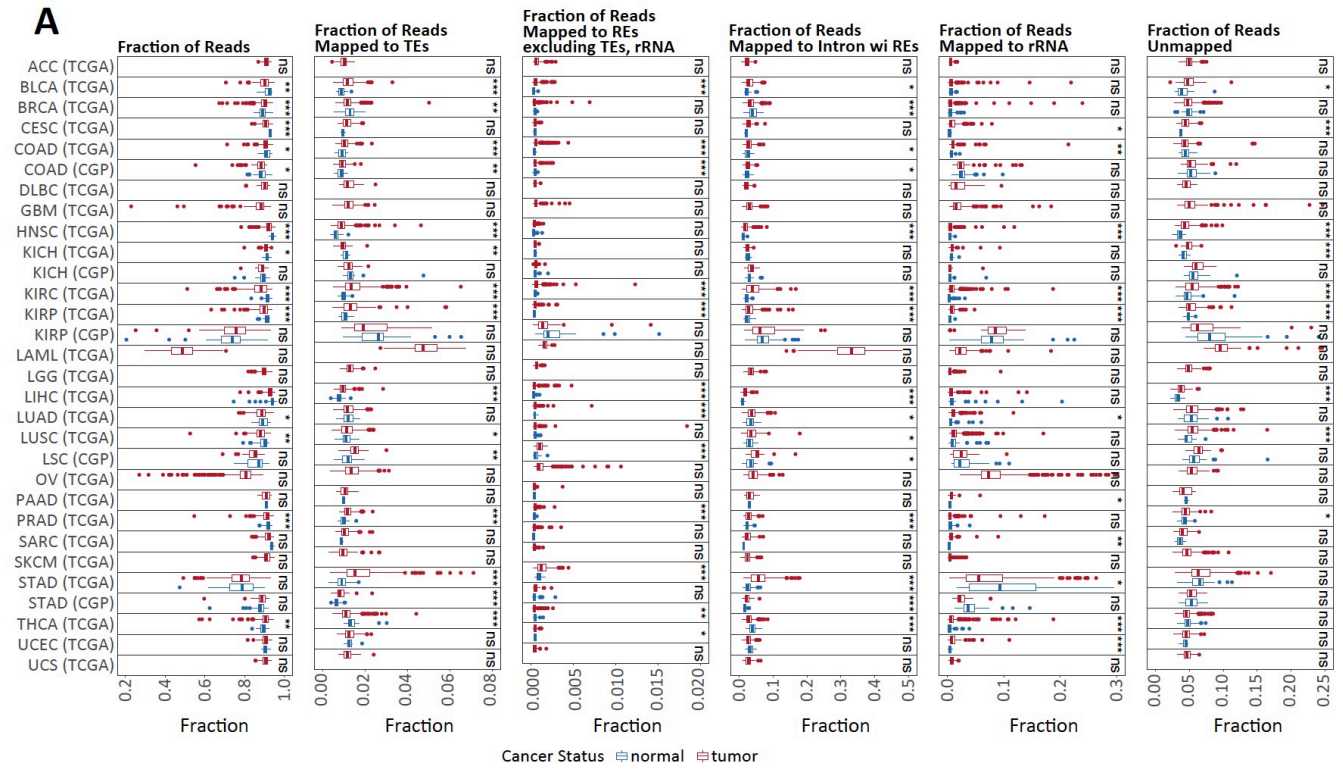 A
Fraction of Reads
Fraction of Reads
Mapped to TEs
Fraction of Reads
Mapped to REs
excluding TEs, rRNA
Fraction of Reads
Mapped to Intron wi REs
Fraction of Reads
Mapped to rRNA
Fraction of Reads
Unmapped
ACC (TCGA)
BLCA (TCGA)
BRCA (TCGA)
CESC (TCGA)
COAD (TCGA)
COAD (CGP)
DLBC (TCGA)
GBM (TCGA)
HNSC (TCGA)
KICH (TCGA)
KICH (CGP)
KIRC (TCGA)
KIRP (TCGA)
KIRP (CGP)
LAML (TCGA)
LGG (TCGA)
LIHC (TCGA)
LUAD (TCGA)
LUSC (TCGA)
LSC (CGP)
OV (TCGA)
PAAD (TCGA)
PRAD (TCGA)
SARC (TCGA)
SKCM (TCGA)
STAD (TCGA)
STAD (CGP)
THCA (TCGA)
UCEC (TCGA)
UCS (TCGA)
0.2 0.4 0.6 0.8 1.0
0.00 0.02 0.04 0.06 0.08
0.000 0.005 0.010 0.015 0.020
0.0 0.1 0.2 0.3 0.4 0.5
0.0 0.1 0.2 0.3
0.00 0.05 0.10 0.15 0.20 0.25
Fraction Fraction Fraction Fraction Fraction Fraction
Cancer Status normal tumor